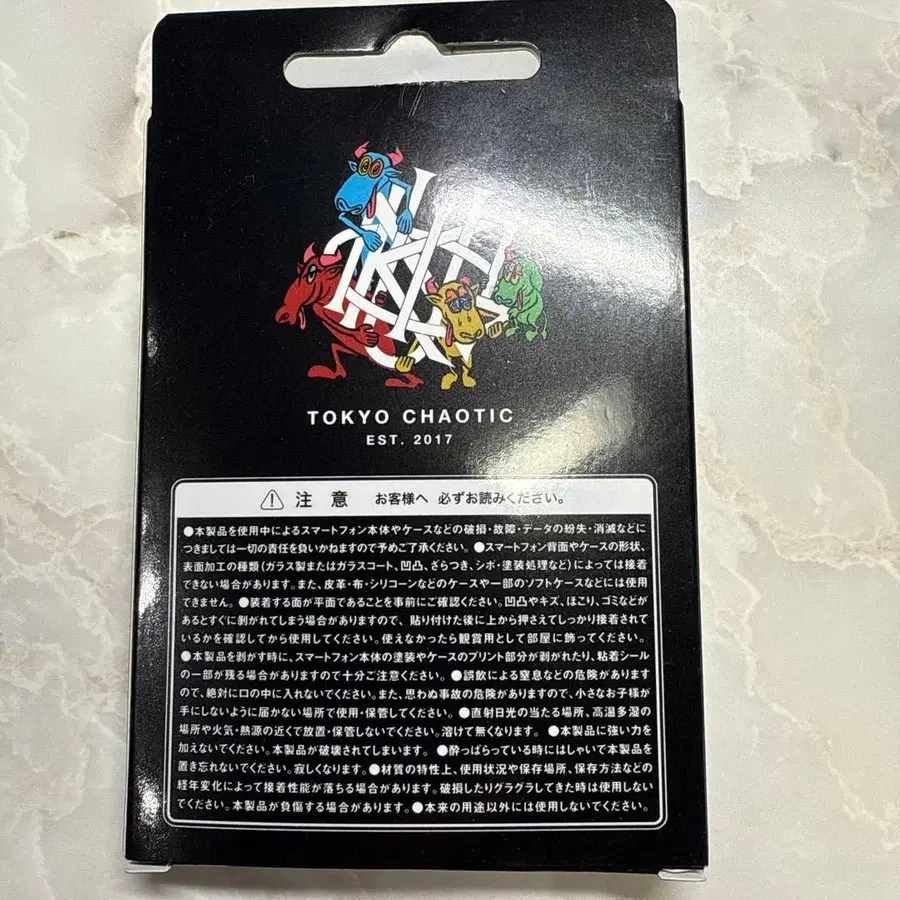 TOKYO CHAOTIC
EST. 2017
注意 お客様へ 必ずお読みください。
●本製品を使用中によるスマートフォン本体やケースなどの破損・故障・データの紛失・消滅などに
つきましては一切の責任を負いかねますので予めご了承ください。●スマートフォン背面やケースの形状、
表面加工の種類(ガラス製またはガラスコート、凹凸、ざらつき、シボ・塗装処理など)によっては接着
できない場合があります。また、皮革・布・シリコーンなどのケースや一部のソフトケースなどには使用
できません。●装着する面が平面であることを事前にご確認ください。凹凸やキズ、ほこり、ゴミなどが
あるとすぐに剥がれてしまう場合がありますので、貼り付けた後に上から押さえてしっかり接着されて
いるかを確認してから使用してください。使えなかったら観賞用として部屋に飾ってください。
●本製品を剥がす時に、スマートフォン本体の塗装やケースのプリント部分が剥がれたり、粘着シール
の一部が残る場合がありますので十分ご注意ください。●誤飲による窒息などの危険があります
ので、絶対に口の中に入れないでください。また、思わぬ事故の危険がありますので、小さなお子様が
手にしないように届かない場所で使用・保管してください。●直射日光の当たる場所、高温多湿の
場所や火気・熱源の近くで放置・保管しないでください。溶けて無くなります。●本製品に強い力を
加えないでください。本製品が破壊されてしまいます。●酔っぱらっている時にはしゃいで本製品を
置き忘れないでください。寂しくなります。●材質の特性上、使用状況や保存場所、保存方法などの
経年変化によって接着性能が落ちる場合があります。破損したりグラグラしてきた時は使用しない
でください。本製品が負傷する場合があります。●本来の用途以外には使用しないでください。